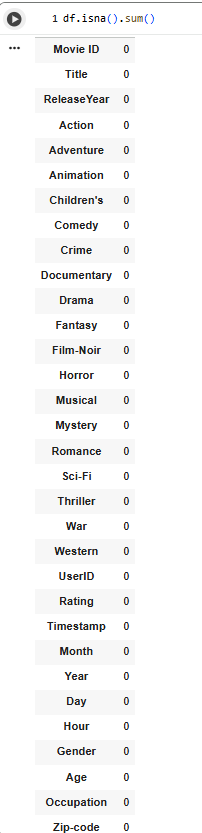 1 df.isna().sum()
Movie ID 0
Title 0
ReleaseYear 0
Action 0
Adventure 0
Animation 0
Children's 0
Comedy 0
Crime 0
Documentary 0
Drama 0
Fantasy 0
Film-Noir 0
Horror 0
Musical 0
Mystery 0
Romance 0
Sci-Fi 0
Thriller 0
War 0
Western 0
UserID 0
Rating 0
Timestamp 0
Month 0
Year 0
Day 0
Hour 0
Gender 0
Age 0
Occupation 0
Zip-code 0